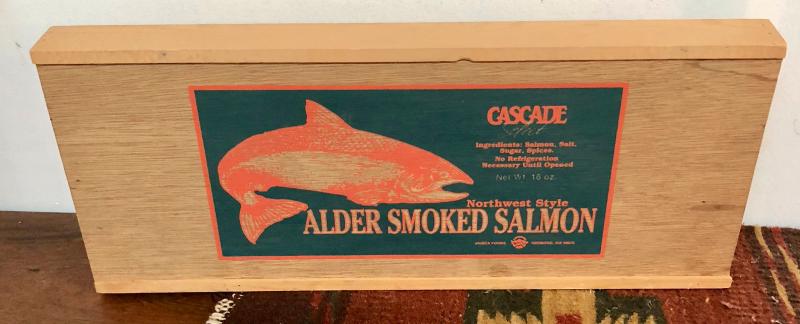 CASCADE
Select
Ingredients: Salmon, Salt,
Sugar, Spices.
No Refrigeration
Necessary Until Opened
Net Wt. 16 oz.
Northwest Style
ALDER SMOKED SALMON